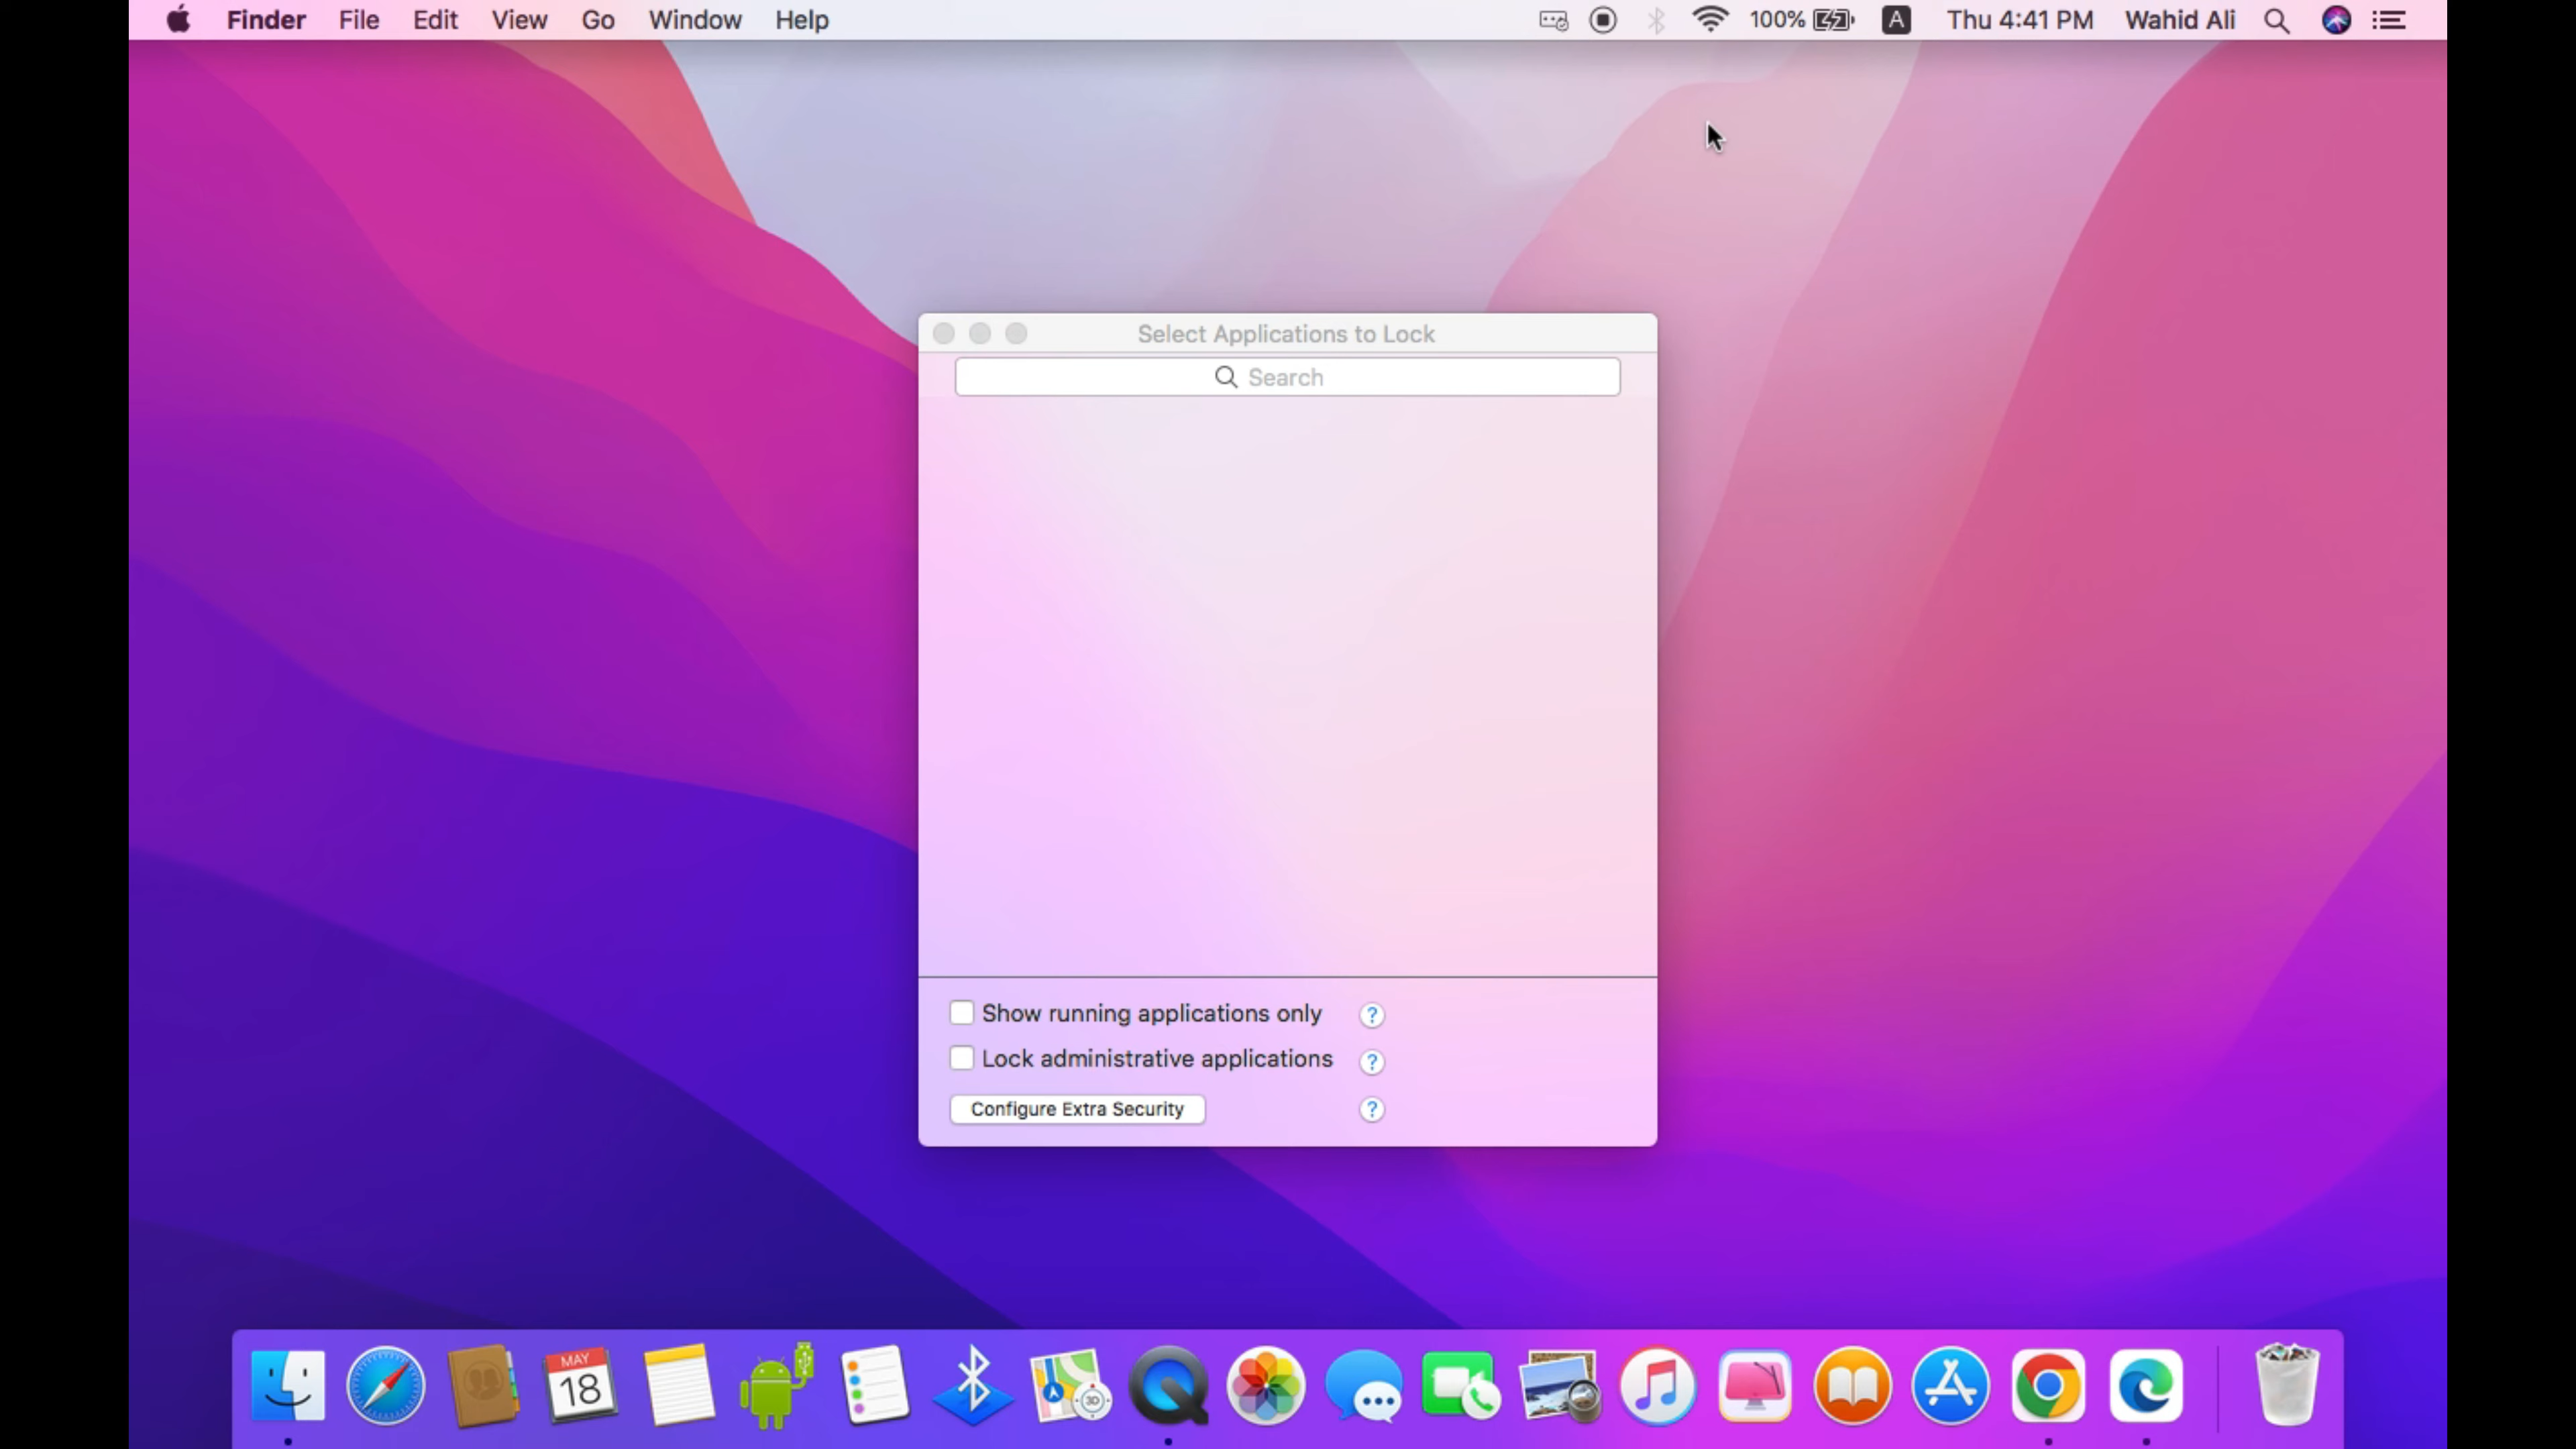 Finder File Edit View Go Window Help 100% A Thu 4:41 PM Wahid Ali
Select Applications to Lock
Search
Show running applications only ?
Lock administrative applications ?
Configure Extra Security ?
MAY
18
3D